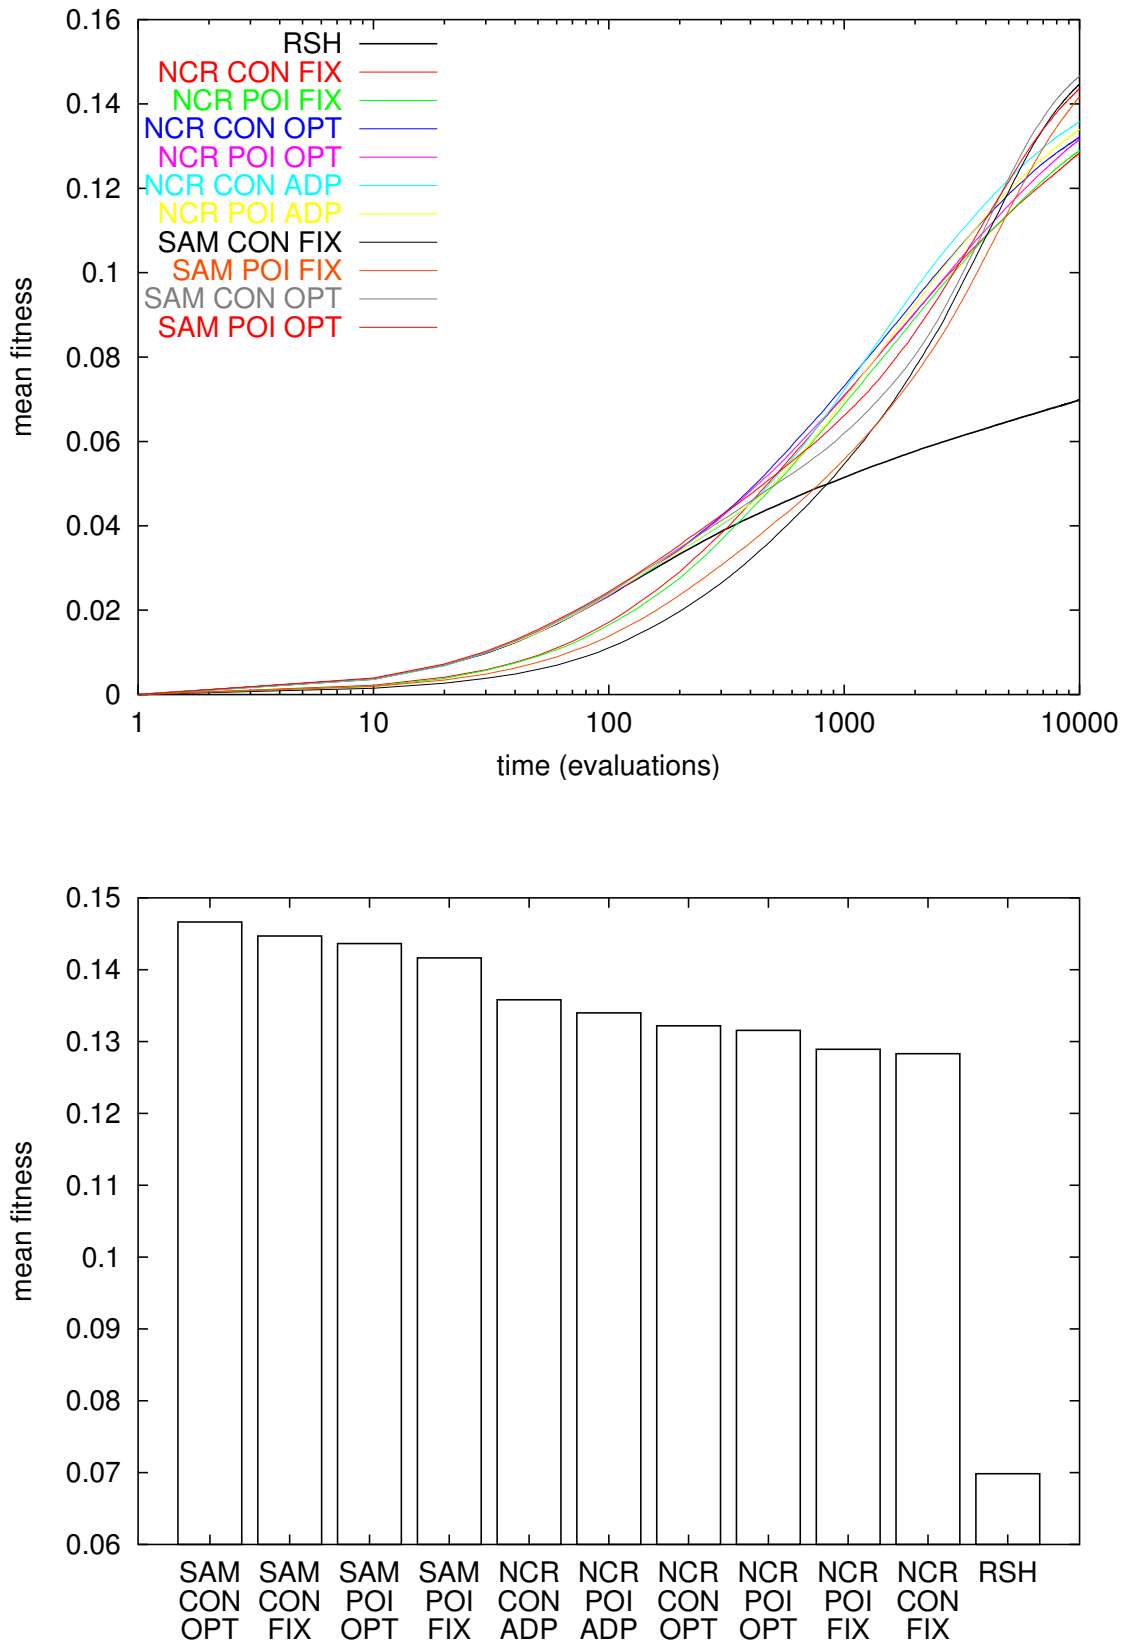 0.16
0.14
0.12
0.1
0.08
0.06
0.04
0.02
0
mean fitness
RSH
NCR CON FIX
NCR POI FIX
NCR CON OPT
NCR POI OPT
NCR CON ADP
NCR POI ADP
SAM CON FIX
SAM POI FIX
SAM CON OPT
SAM POI OPT
1 10 100 1000 10000
time (evaluations)
0.15
0.14
0.13
0.12
0.11
0.1
0.09
0.08
0.07
0.06
mean fitness
SAM SAM SAM SAM NCR NCR NCR NCR NCR NCR RSH
CON CON POI POI CON POI CON POI POI CON
OPT FIX OPT FIX ADP ADP OPT OPT FIX FIX